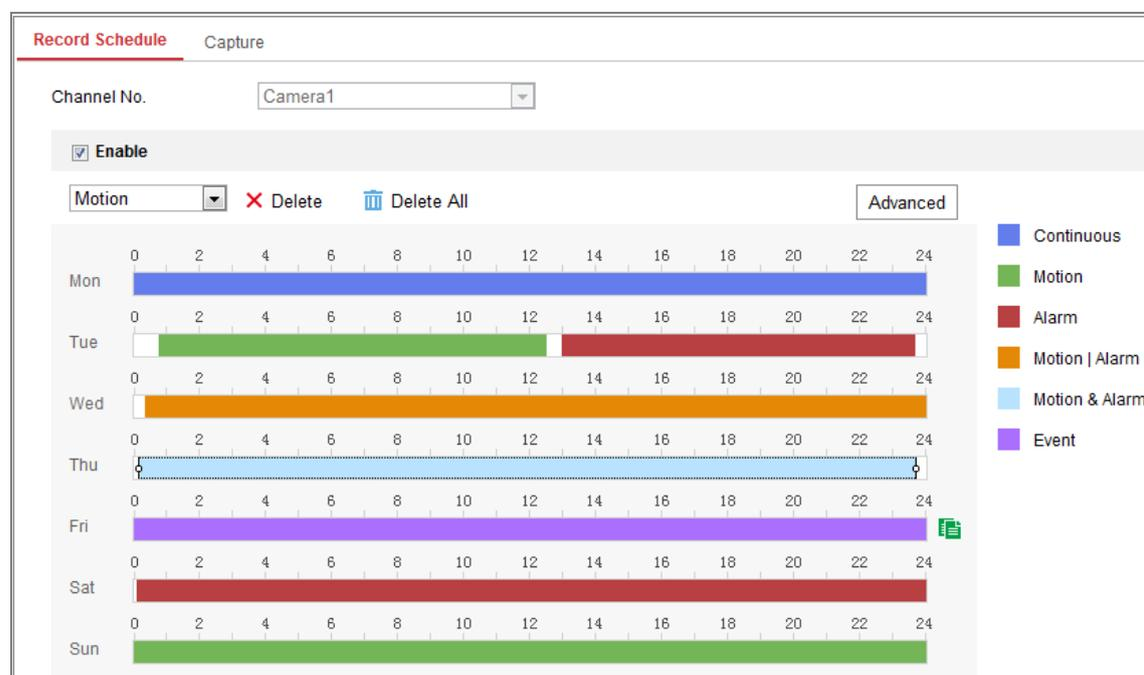 Record Schedule Capture
Channel No. Camera1
Enable
Motion Delete Delete All Advanced
Continuous
Motion
Alarm
Motion | Alarm
Motion & Alarm
Event
0 2 4 6 8 10 12 14 16 18 20 22 24
Mon
0 2 4 6 8 10 12 14 16 18 20 22 24
Tue
0 2 4 6 8 10 12 14 16 18 20 22 24
Wed
0 2 4 6 8 10 12 14 16 18 20 22 24
Thu
0 2 4 6 8 10 12 14 16 18 20 22 24
Fri
0 2 4 6 8 10 12 14 16 18 20 22 24
Sat
0 2 4 6 8 10 12 14 16 18 20 22 24
Sun